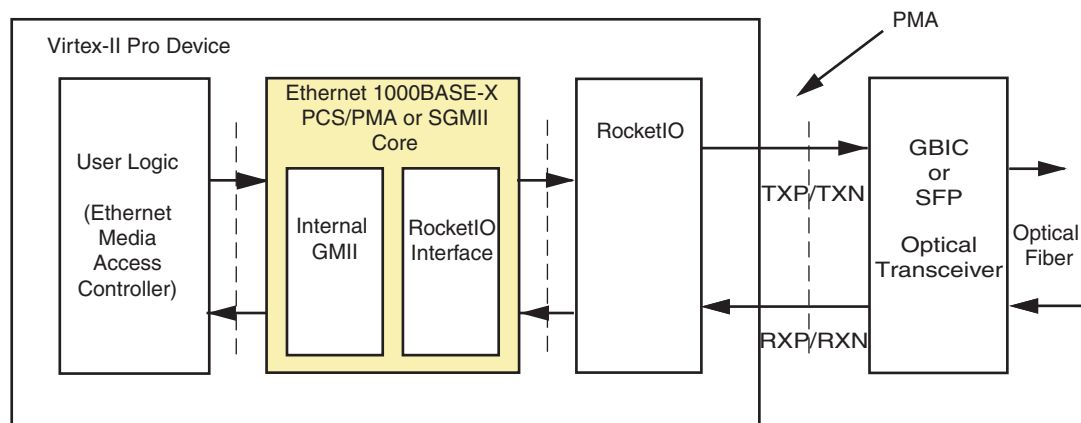 PMA
Virtex-II Pro Device
User Logic
(Ethernet
Media
Access
Controller)
Ethernet 1000BASE-X
PCS/PMA or SGMII
Core
Internal
GMII
RocketIO
Interface
RocketIO
TXP/TXN
RXP/RXN
GBIC
or
SFP
Optical
Transceiver
Optical
Fiber